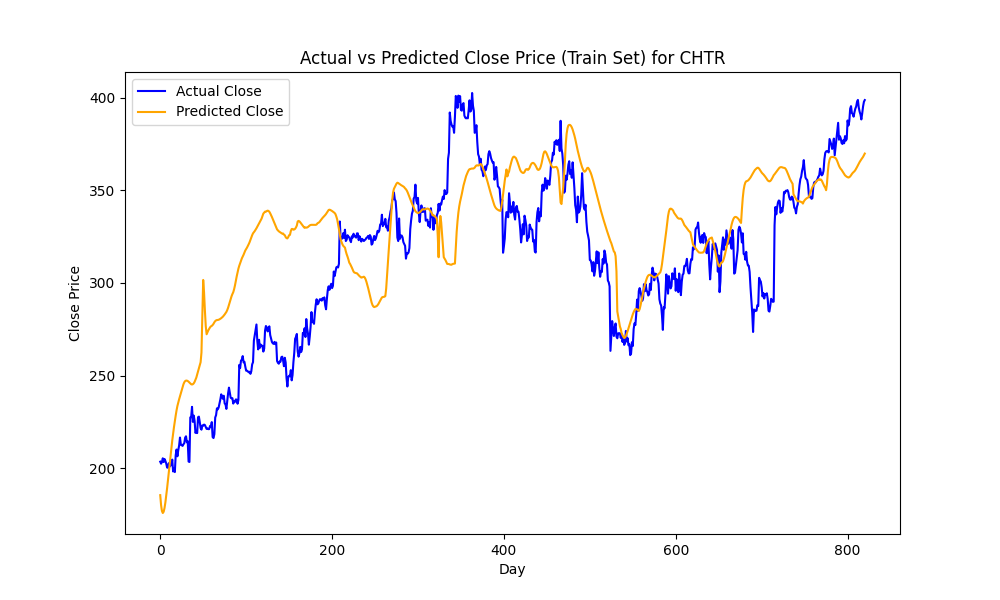 Actual vs Predicted Close Price (Train Set) for CHTR
Actual Close
Predicted Close
400
350
300
250
200
Close Price
0 200 400 600 800
Day